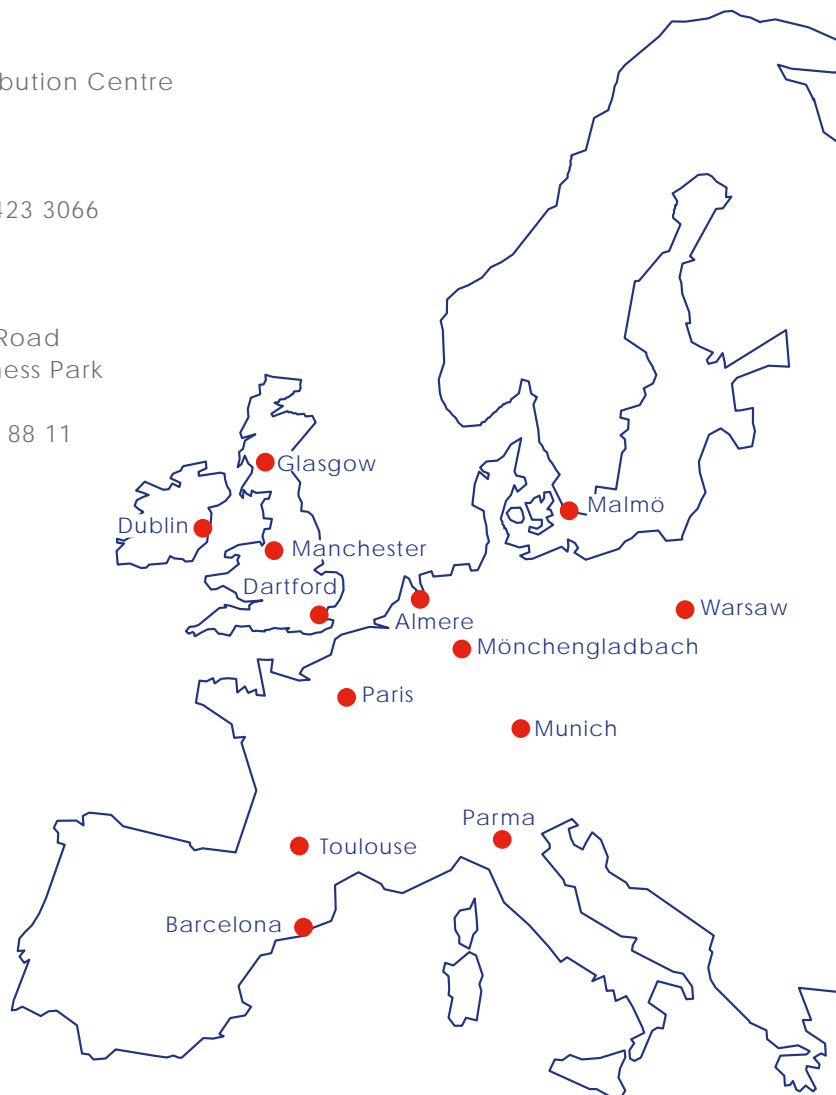 bution Centre
423 3066
Road
ness Park
88 11
Glasgow
Malmö
Dublin
Manchester
Dartford
Warsaw
Almere
Mönchengladbach
Paris
Munich
Parma
Toulouse
Barcelona